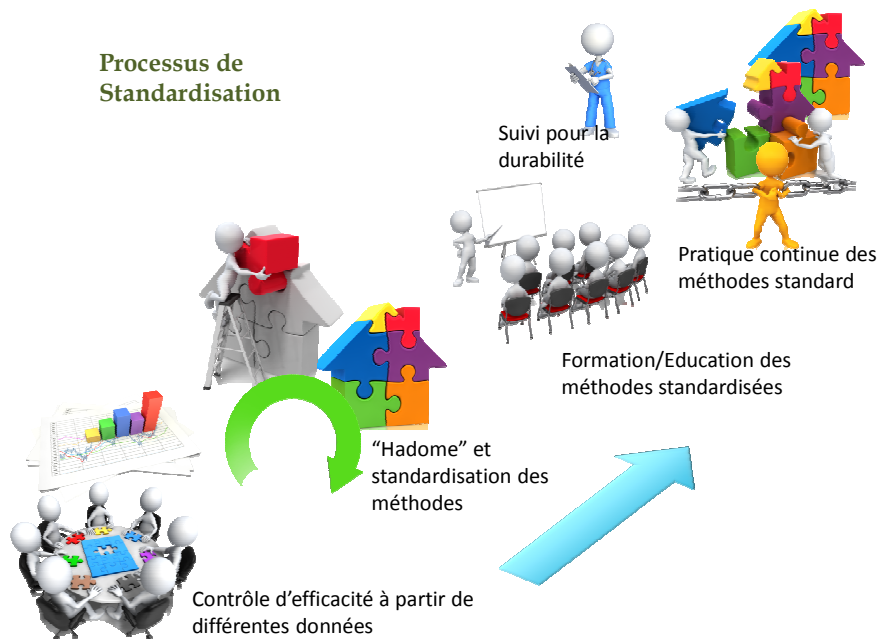 Processus de
Standardisation
Suivi pour la
durabilité
Pratique continue des
méthodes standard
Formation/Education des
méthodes standardisées
“Hadome” et
standardisation des
méthodes
Contrôle d’efficacité à partir de
différentes données